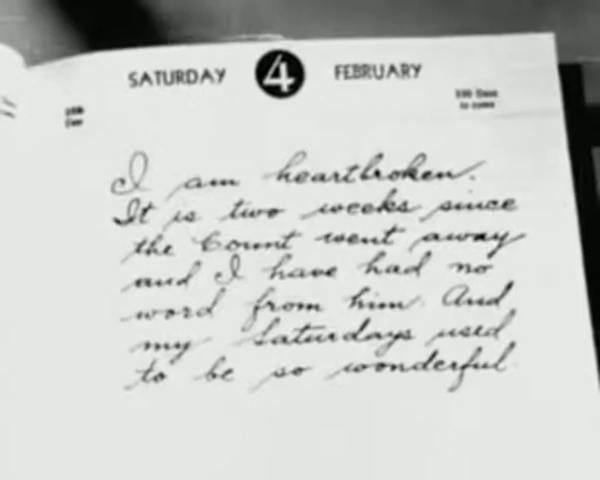 SATURDAY 4 FEBRUARY
I am heartbroken.
It is two weeks since
the Count went away
and I have had no
word from him. And
my Saturdays used
to be so wonderful